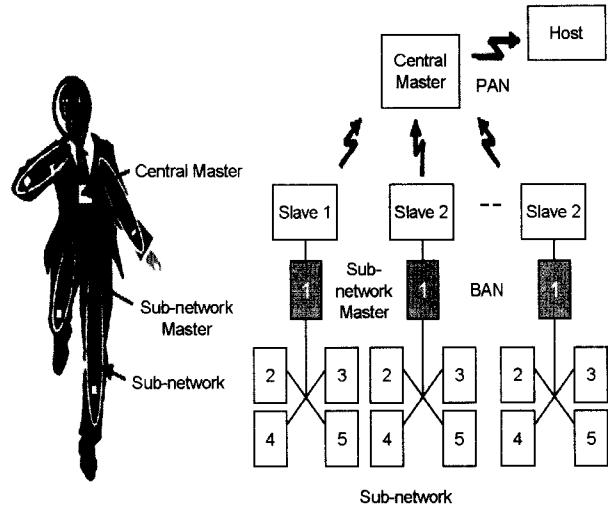 Host
Central
Master
PAN
Central Master
Slave 1
Slave 2
--
Slave 2
Sub-
network
Master
1
1
BAN
1
Sub-network
Master
Sub-network
2
3
2
3
2
3
4
5
4
5
4
5
Sub-network